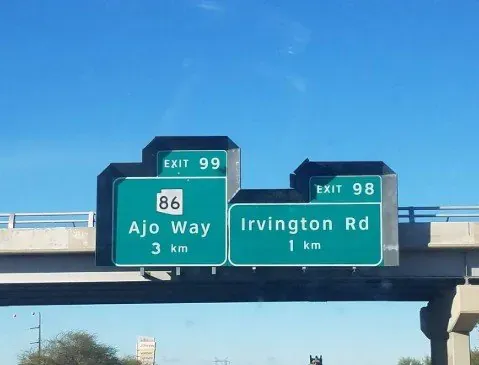 EXIT 99
86
Ajo Way
3 km
EXIT 98
Irvington Rd
1 km